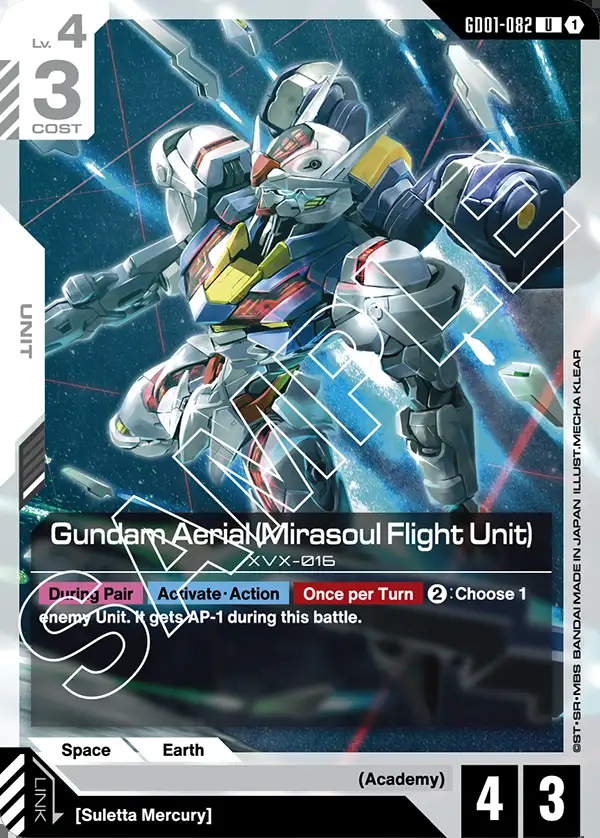 GD01-082 U 1
Lv. 4
3
COST
UNIT
SAMPLE
Gundam Aerial (Mirasoul Flight Unit)
XVX-016
During Pair Activate･Action Once per Turn ②:Choose 1
enemy Unit. It gets AP-1 during this battle.
Space Earth
(Academy)
LINK
[Suletta Mercury]
4 3
©ST･SR･MBS BANDAI MADE IN JAPAN ILLUST.MECHA KLEAR